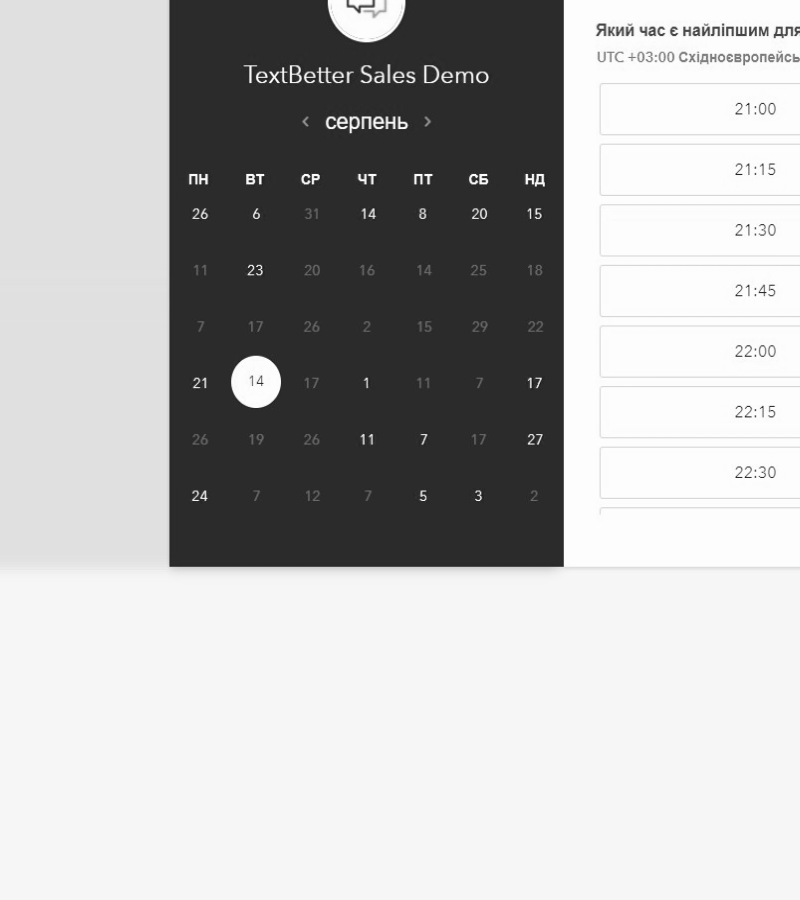 TextBetter Sales Demo
< серпень >
ПН ВТ СР ЧТ ПТ СБ НД
26 6 31 14 8 20 15
11 23 20 16 14 25 18
7 17 26 2 15 29 22
21 14 17 1 11 7 17
26 19 26 11 7 17 27
24 7 12 7 5 3 2
Який час є найліпшим для
UTC +03:00
21:00
21:15
21:30
21:45
22:00
22:15
22:30